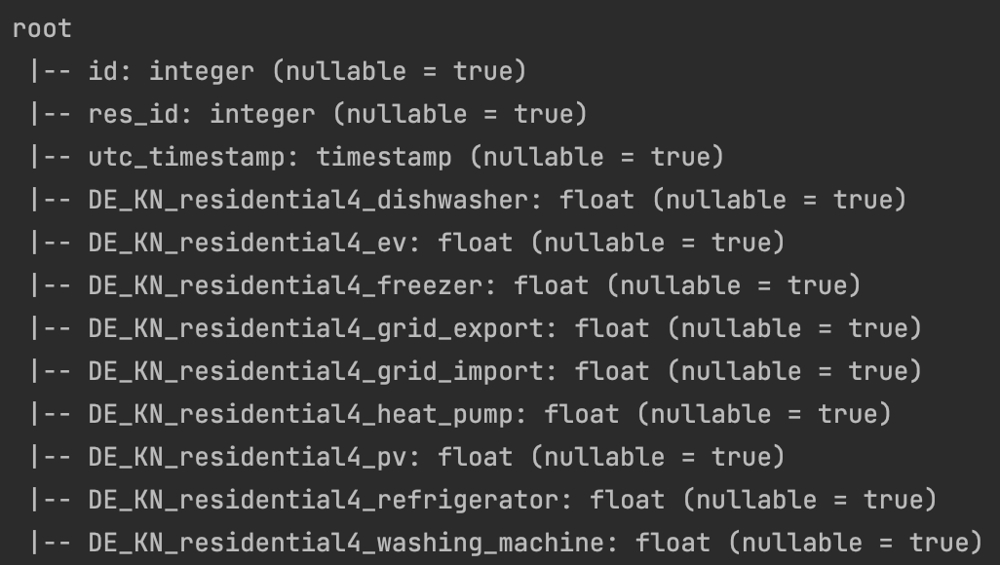 root
 |-- id: integer (nullable = true)
 |-- res_id: integer (nullable = true)
 |-- utc_timestamp: timestamp (nullable = true)
 |-- DE_KN_residential4_dishwasher: float (nullable = true)
 |-- DE_KN_residential4_ev: float (nullable = true)
 |-- DE_KN_residential4_freezer: float (nullable = true)
 |-- DE_KN_residential4_grid_export: float (nullable = true)
 |-- DE_KN_residential4_grid_import: float (nullable = true)
 |-- DE_KN_residential4_heat_pump: float (nullable = true)
 |-- DE_KN_residential4_pv: float (nullable = true)
 |-- DE_KN_residential4_refrigerator: float (nullable = true)
 |-- DE_KN_residential4_washing_machine: float (nullable = true)